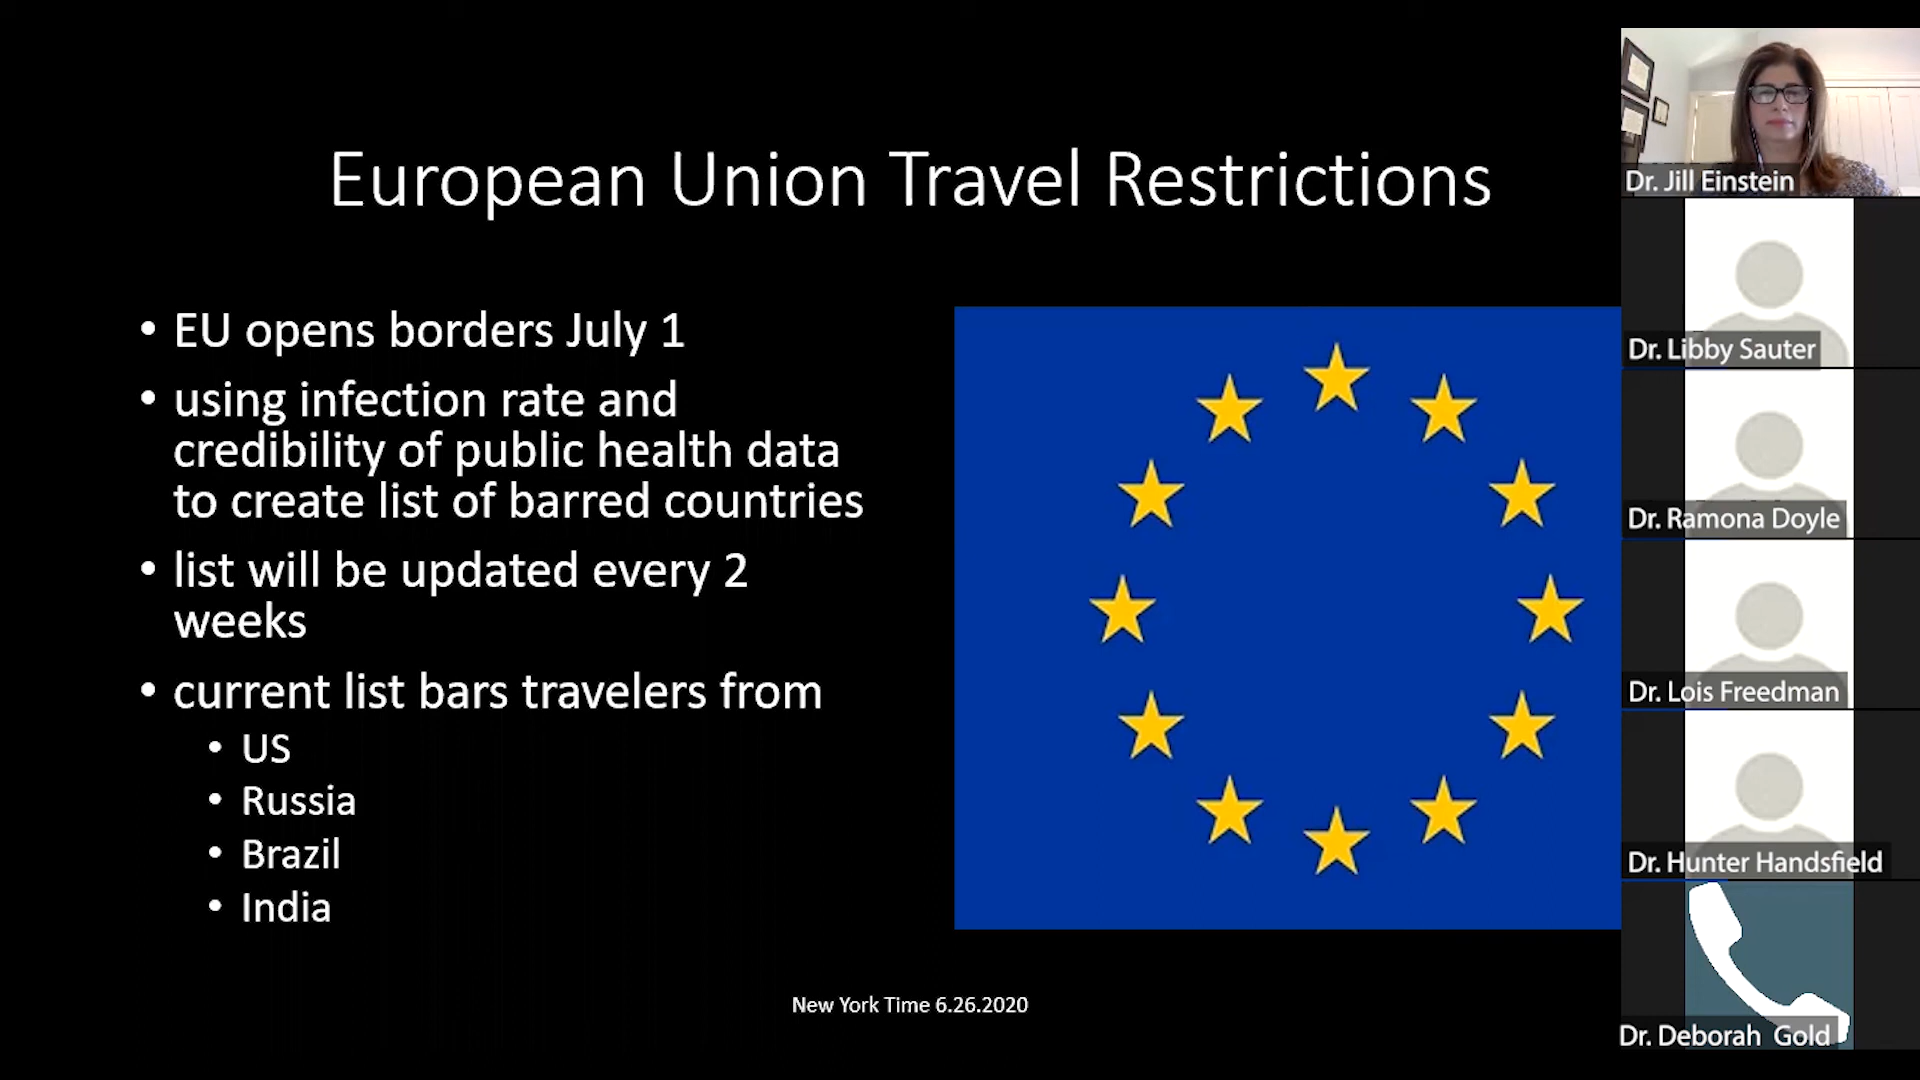 European Union Travel Restrictions
• EU opens borders July 1
• using infection rate and
credibility of public health data
to create list of barred countries
• list will be updated every 2
weeks
• current list bars travelers from
• US
• Russia
• Brazil
• India
New York Time 6.26.2020
Dr. Jill Einstein
Dr. Libby Sauter
Dr. Ramona Doyle
Dr. Lois Freedman
Dr. Hunter Handsfield
Dr. Deborah  Gold